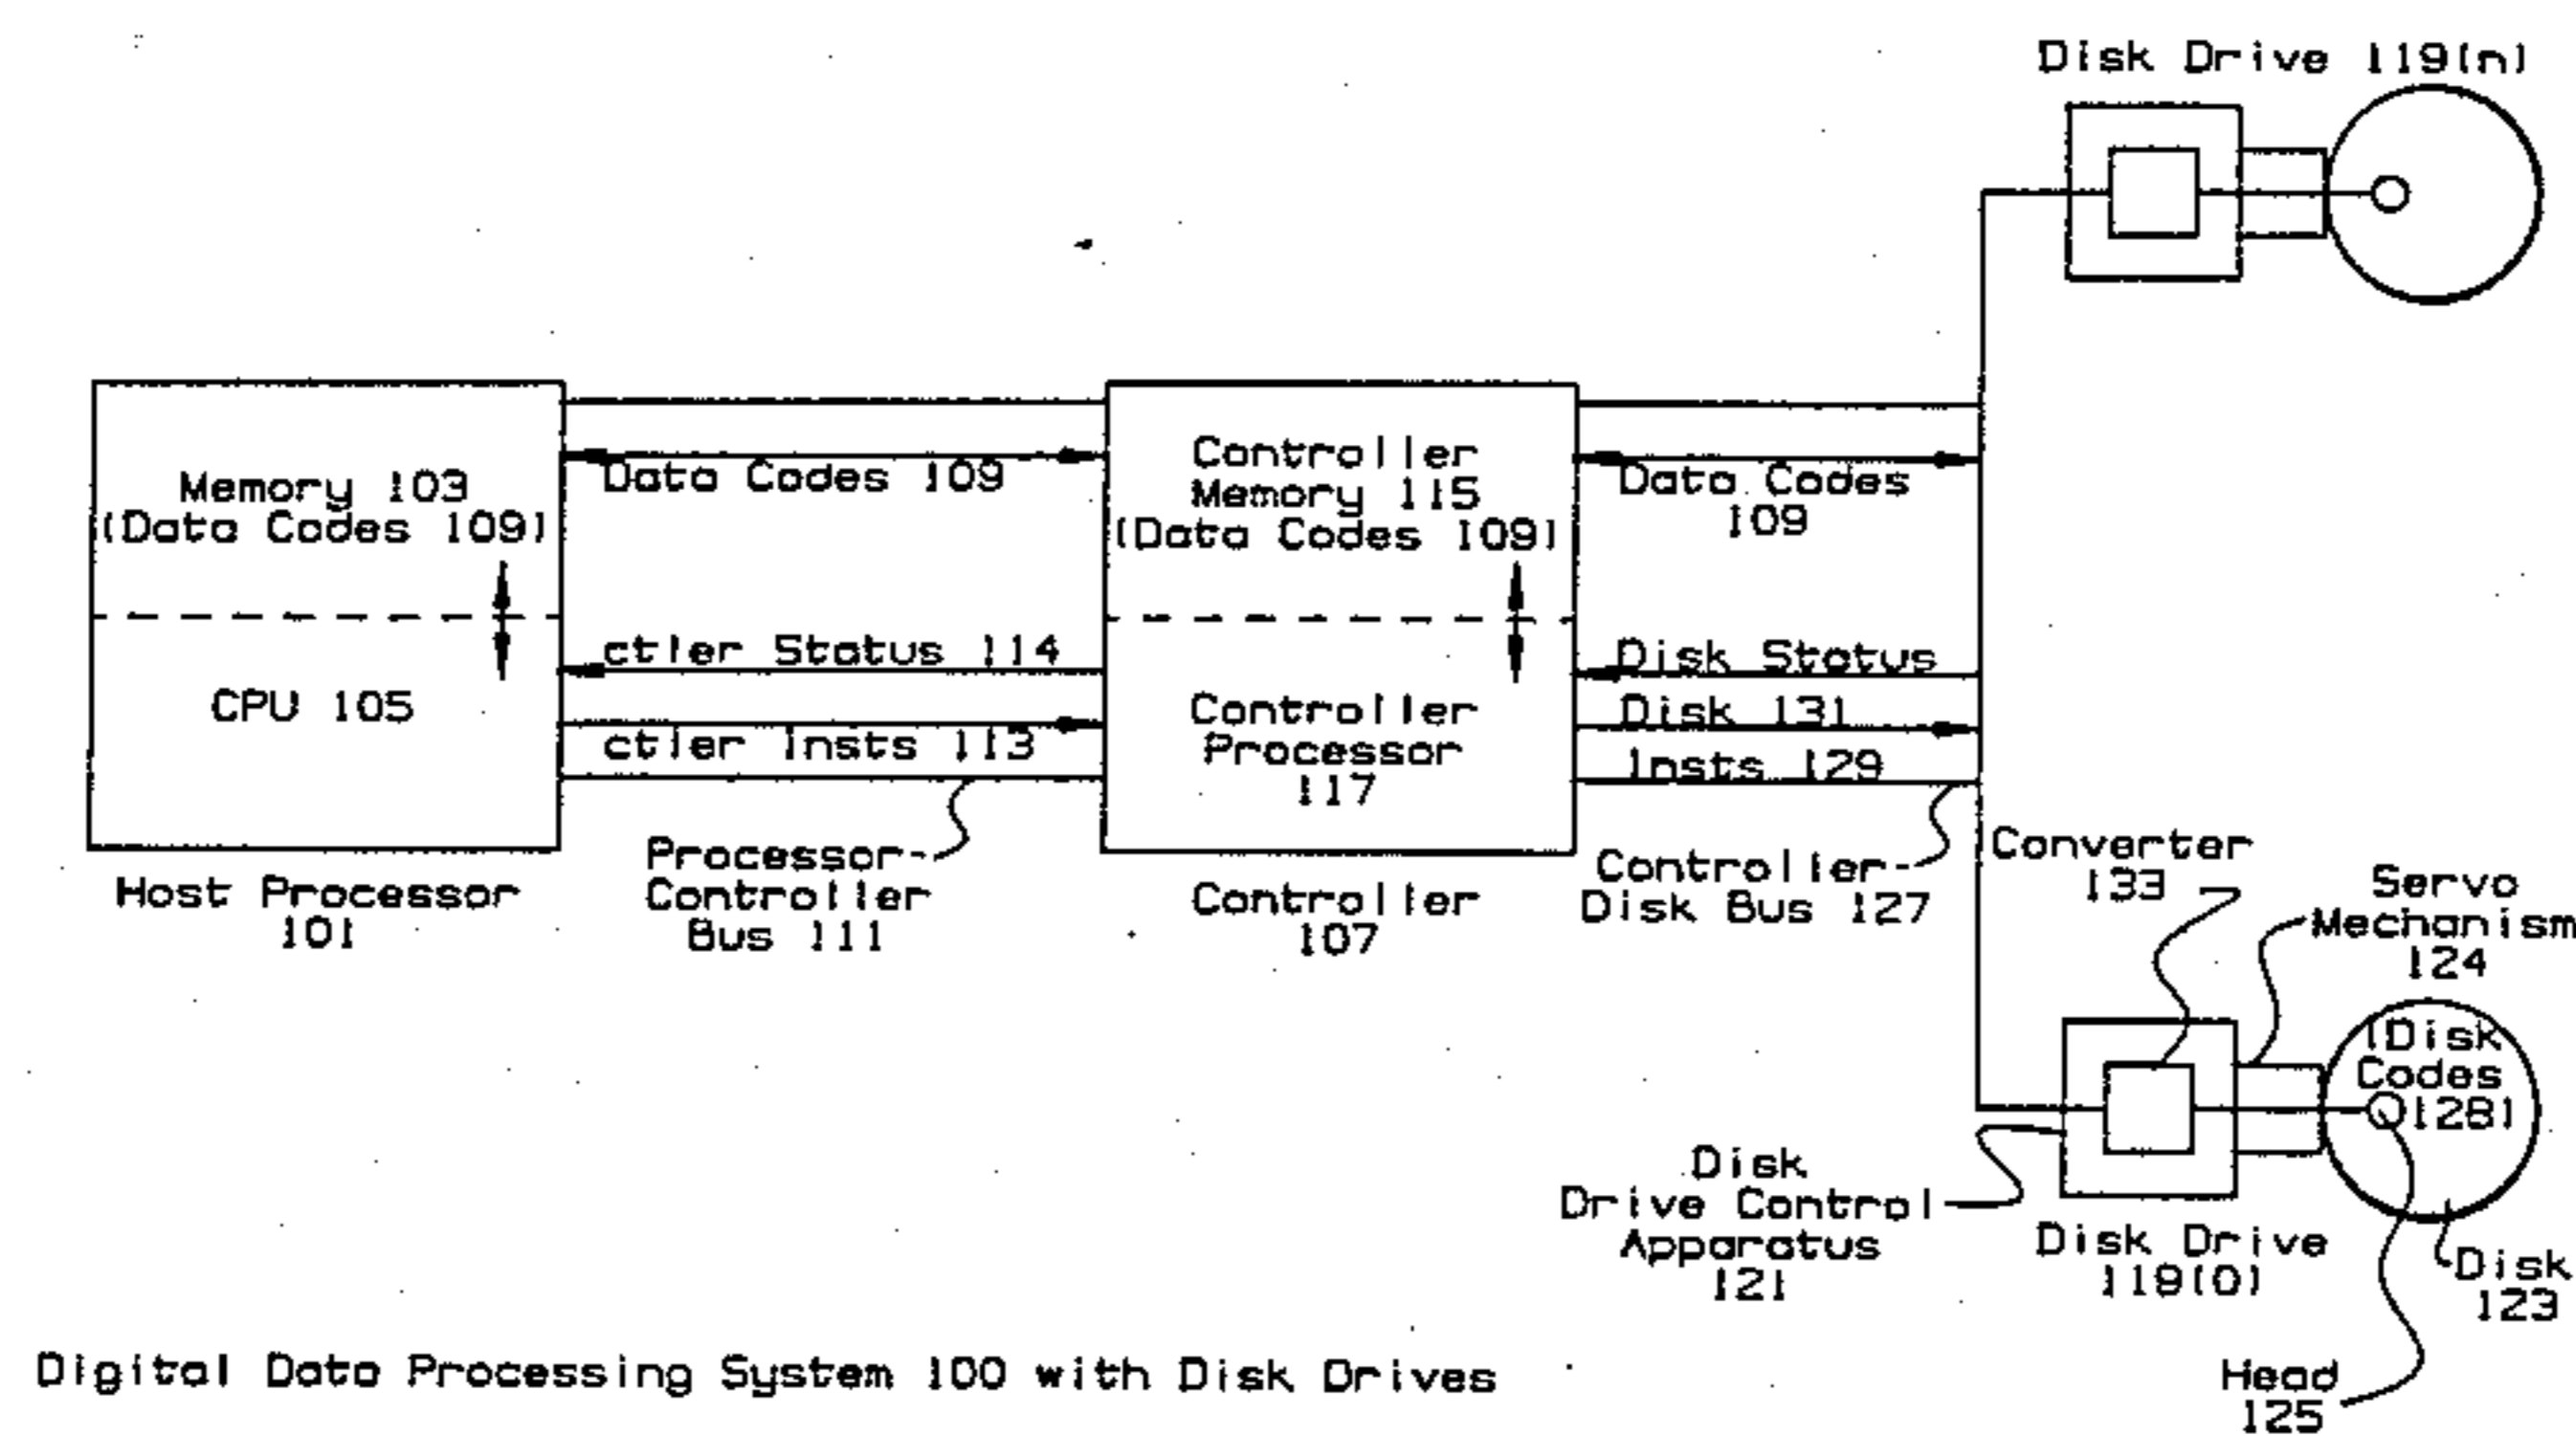 Disk Drive 119(n)
Memory 103
(Data Codes 109)
CPU 105
Host Processor
101
Data Codes 109
ctler Status 114
ctler Insts 113
Processor-
Controller
Bus 111
Controller
Memory 115
(Data Codes 109)
Controller
Processor
117
Controller
107
Data Codes
109
Disk Status
Disk 131
Insts 129
Controller-
Disk Bus 127
Converter
133
Servo
Mechanism
124
(Disk
Codes
128)
Disk
Drive Control
Apparatus
121
Disk Drive
119(0)
Disk
123
Head
125
Digital Data Processing System 100 with Disk Drives